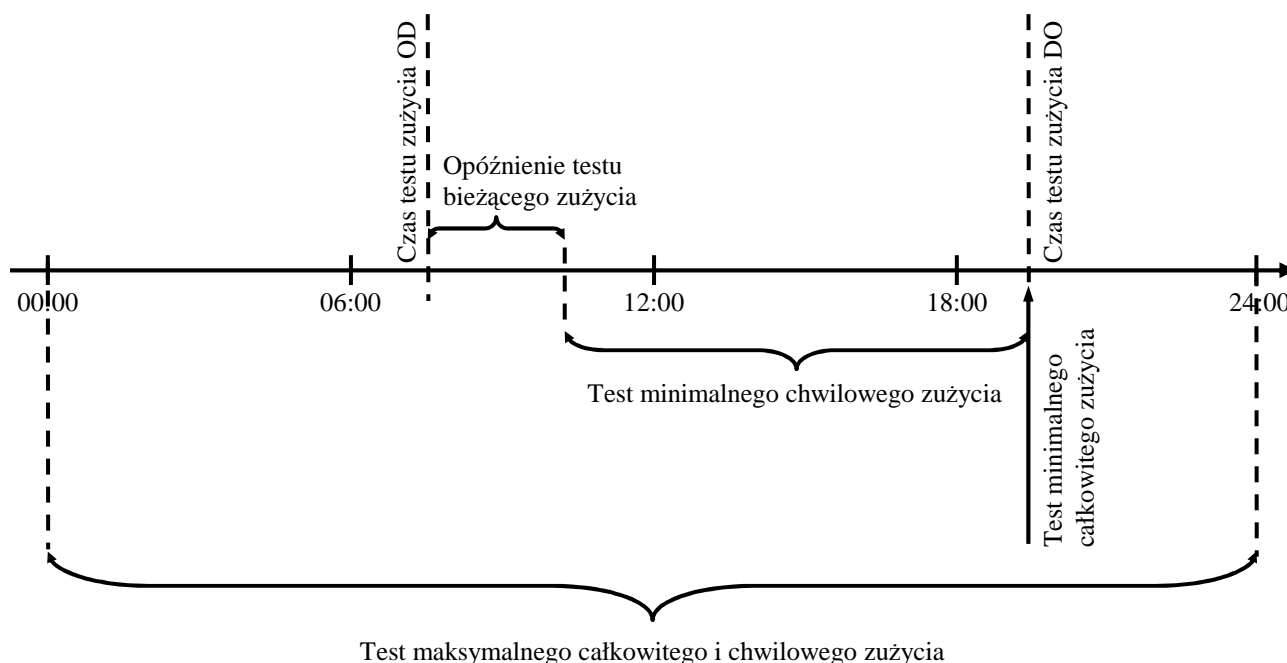 Czas testu zużycia OD
Czas testu zużycia DO
Opóźnienie testu
bieżącego zużycia
00:00
06:00
12:00
18:00
24:00
Test minimalnego chwilowego zużycia
Test minimalnego
całkowitego zużycia
Test maksymalnego całkowitego i chwilowego zużycia